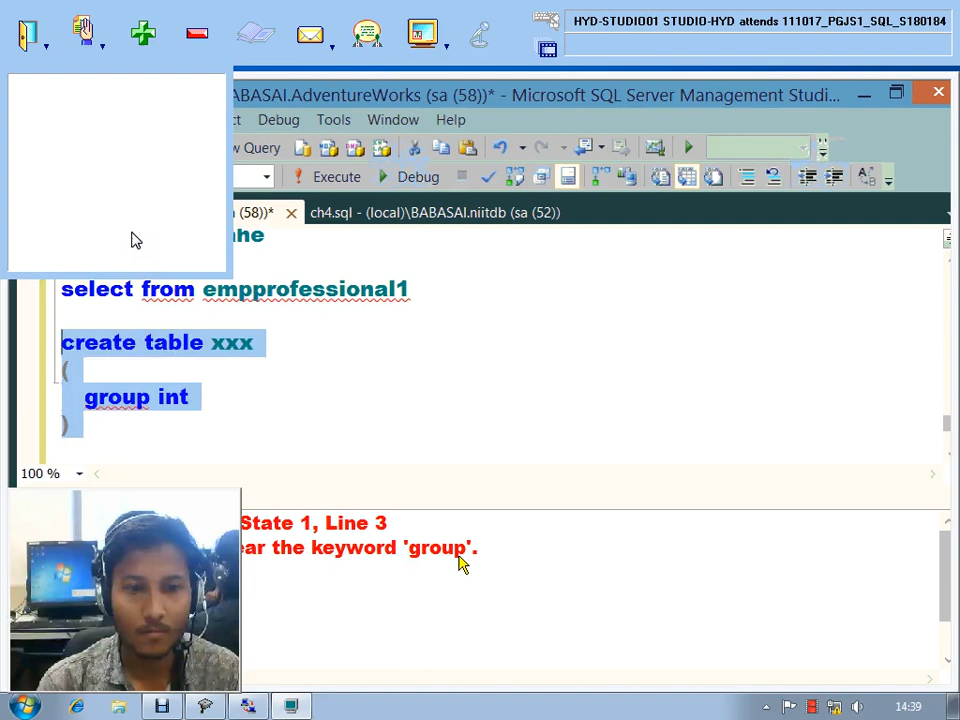 HYD-STUDIO01 STUDIO-HYD attends 111017_PGJS1_SQL_S180184
BABASAI.AdventureWorks (sa (58))* - Microsoft SQL Server Management Studi...
Debug Tools Window Help
Query
Execute Debug
(58))* ch4.sql - (local)\BABASAI.niitdb (sa (52))
select from empprofessional1
create table xxx
(
group int
)
100 %
State 1, Line 3
the keyword 'group'.
14:39